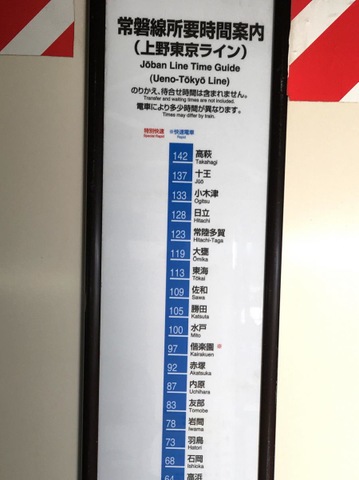 常磐線所要時間案内
（上野東京ライン）
Jōban Line Time Guide
(Ueno-Tōkyō Line)
のりかえ、待合せ時間は含まれません。
Transfer and waiting times are not included.
電車により多少時間が異なります。
Times may differ by train.
特別快速 ※快速電車
Special Rapid Rapid
142 高萩
Takahagi
137 十王
Jūō
133 小木津
Ogitsu
128 日立
Hitachi
123 常陸多賀
Hitachi-Taga
119 大甕
Ōmika
113 東海
Tōkai
109 佐和
Sawa
105 勝田
Katsuta
100 水戸
Mito
97 偕楽園 ※
Kairakuen
92 赤塚
Akatsuka
87 内原
Uchihara
83 友部
Tomobe
78 岩間
Iwama
73 羽鳥
Hatori
68 石岡
Ishioka
64 高浜